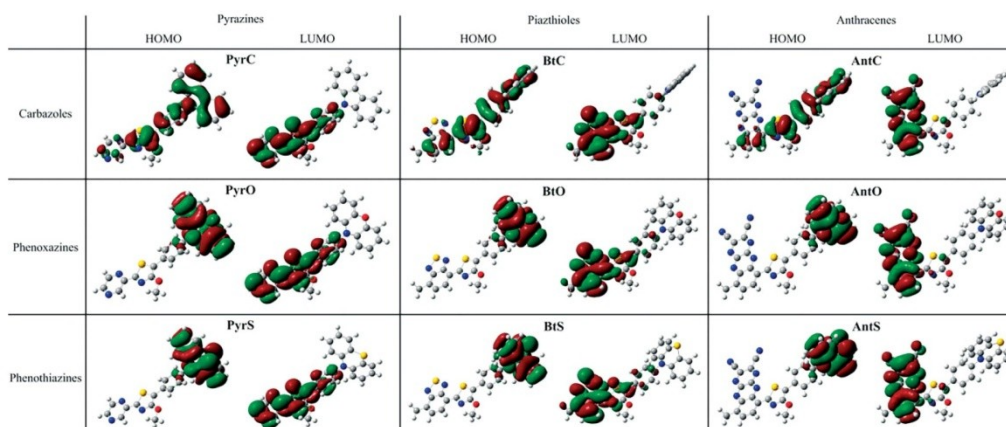 Pyrazines Piazthioles Anthracenes
HOMO LUMO HOMO LUMO HOMO LUMO
Carbazoles PyrC BtC AntC
Phenoxazines PyrO BtO AntO
Phenothiazines PyrS BtS AntS